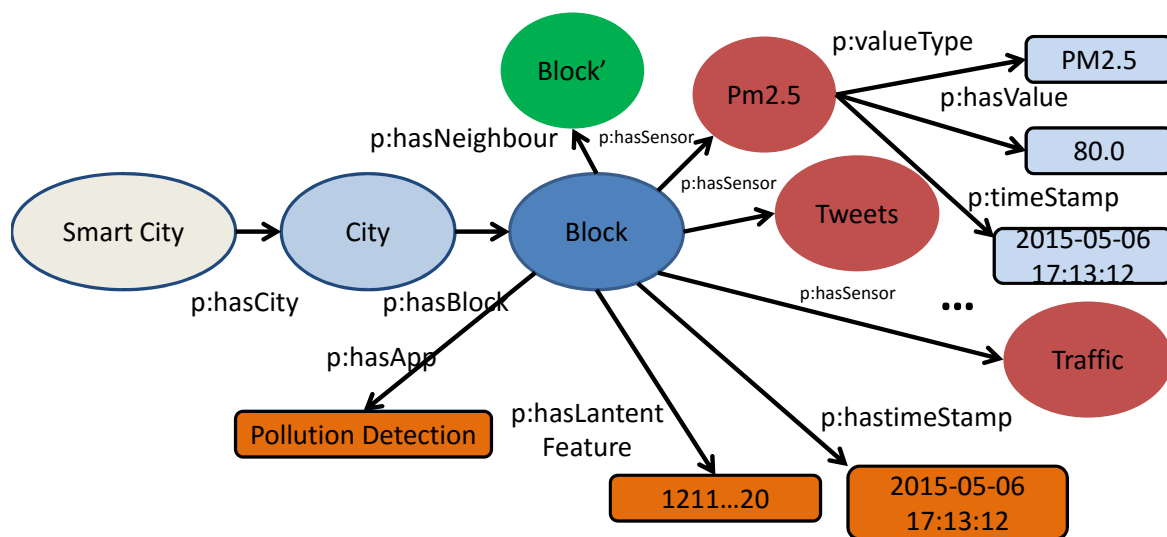 p:valueType
PM2.5
Block’
Pm2.5
p:hasValue
p:hasNeighbour
p:hasSensor
80.0
p:hasSensor
p:timeStamp
Smart City
City
Block
Tweets
2015-05-06
17:13:12
p:hasCity
p:hasBlock
p:hasSensor
...
p:hasApp
Traffic
Pollution Detection
p:hasLantent
Feature
p:hastimeStamp
1211...20
2015-05-06
17:13:12